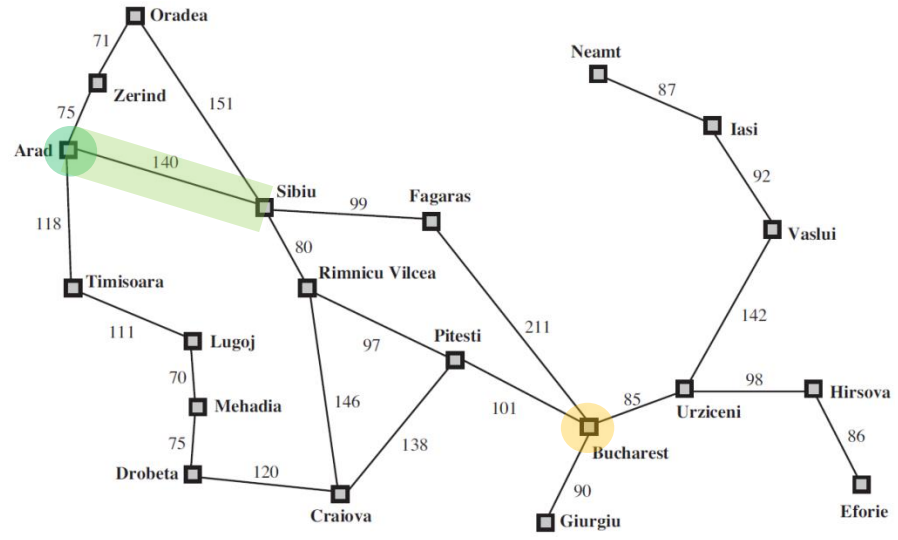 Oradea
71
Neamt
87
Zerind
151
75
Iasi
Arad
140
92
Sibiu
99
Fagaras
118
80
Vaslui
Rimnicu Vilcea
Timisoara
211
142
111
Lugoj
97
Pitesti
70
98
Hirsova
146
101
85
Mehadia
Urziceni
138
86
75
Bucharest
Drobeta
120
90
Craiova
Giurgiu
Eforie